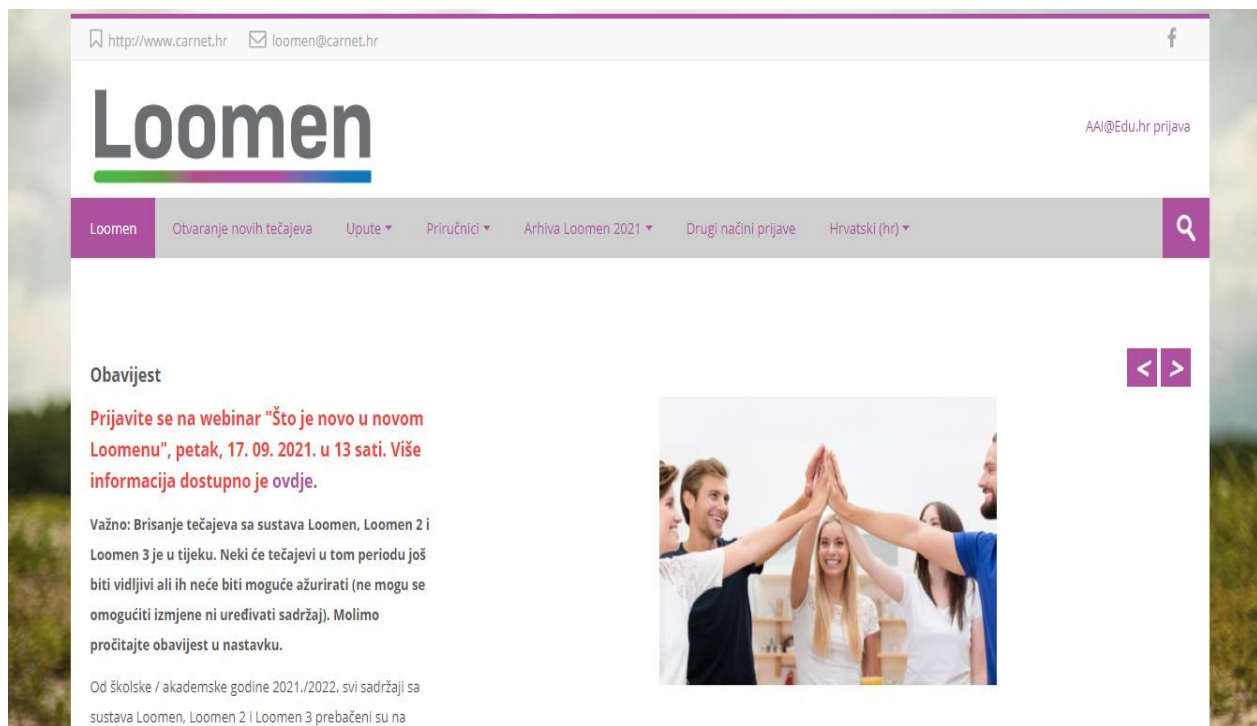 http://www.carnet.hr loomen@carnet.hr
Loomen
AAI@Edu.hr prijava
Loomen Otvaranje novih tečajeva Upute Priručnici Arhiva Loomen 2021 Drugi načini prijave Hrvatski (hr)
Obavijest
Prijavite se na webinar "Što je novo u novom
Loomenu", petak, 17. 09. 2021. u 13 sati. Više
informacija dostupno je ovdje.
Važno: Brisanje tečajeva sa sustava Loomen, Loomen 2 i
Loomen 3 je u tijeku. Neki će tečajevi u tom periodu još
biti vidljivi ali ih neće biti moguće ažurirati (ne mogu se
omogućiti izmjene ni uređivati sadržaj). Molimo
pročitajte obavijest u nastavku.
Od školske / akademske godine 2021./2022. svi sadržaji sa
sustava Loomen, Loomen 2 i Loomen 3 prebačeni su na